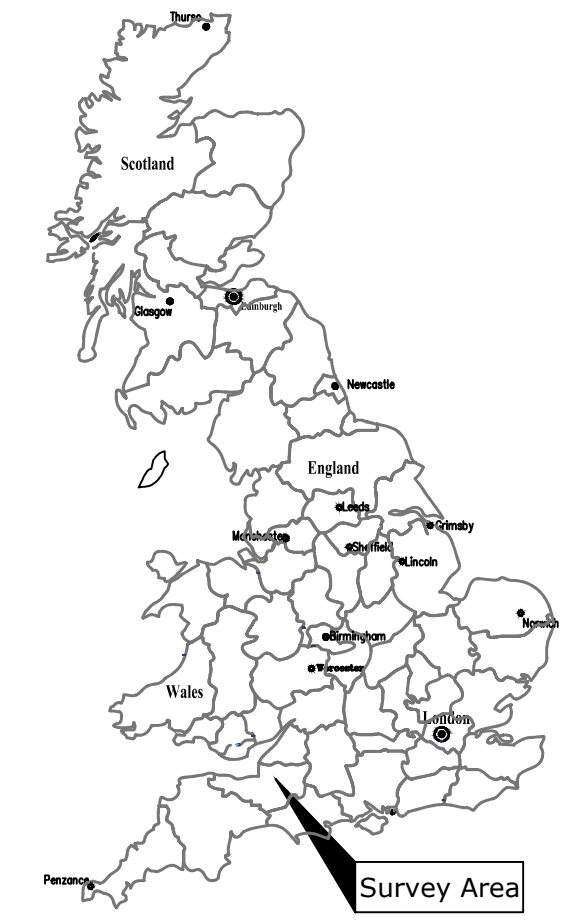 Thurso
Scotland
Edinburgh
Glasgow
Newcastle
England
Leeds
Grimsby
Manchester
Sheffield
Lincoln
Norwich
Birmingham
Worcester
Wales
London
Survey Area
Penzance